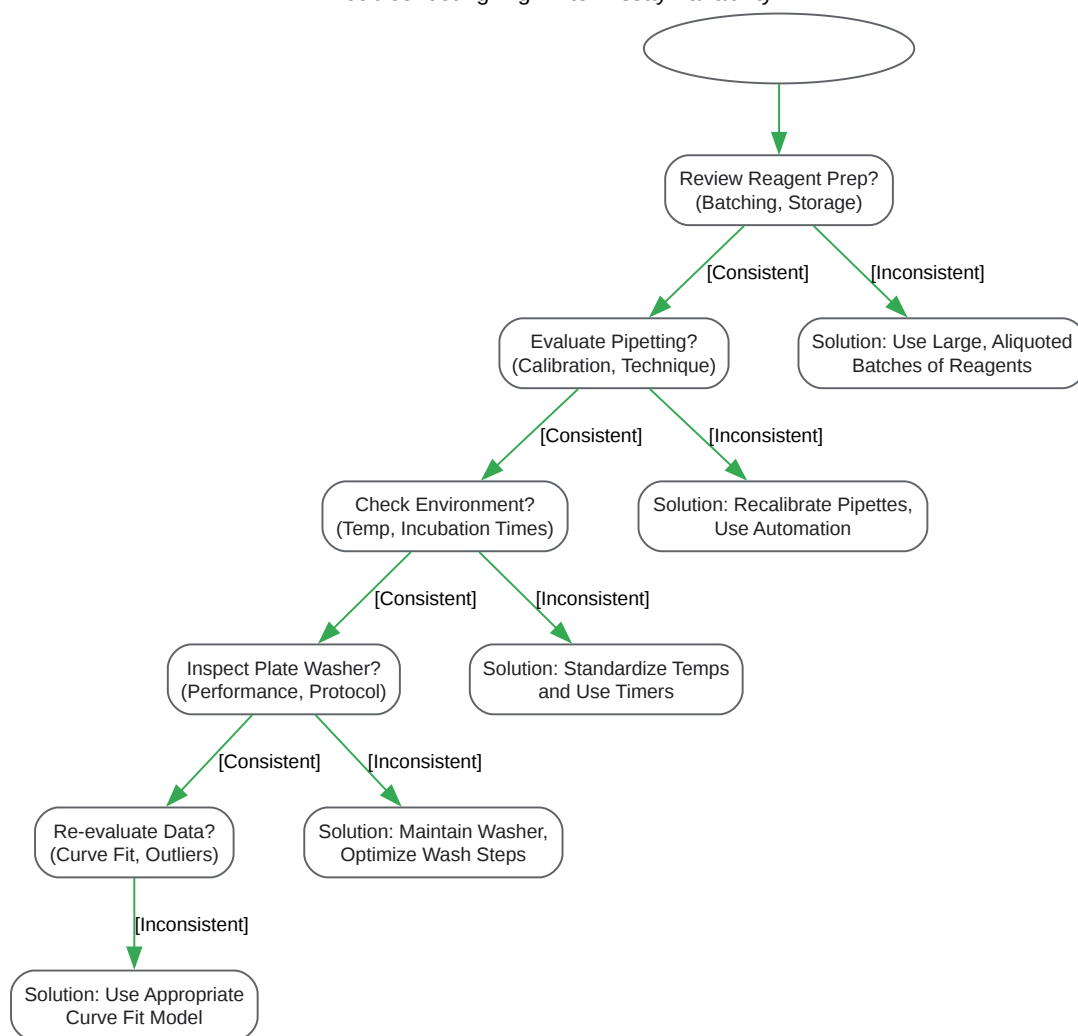 Review Reagent Prep?
(Batching, Storage)
[Consistent]
[Inconsistent]
Evaluate Pipetting?
(Calibration, Technique)
Solution: Use Large, Aliquoted
Batches of Reagents
[Consistent]
[Inconsistent]
Check Environment?
(Temp, Incubation Times)
Solution: Recalibrate Pipettes,
Use Automation
[Consistent]
[Inconsistent]
Inspect Plate Washer?
(Performance, Protocol)
Solution: Standardize Temps
and Use Timers
[Consistent]
[Inconsistent]
Re-evaluate Data?
(Curve Fit, Outliers)
Solution: Maintain Washer,
Optimize Wash Steps
[Inconsistent]
Solution: Use Appropriate
Curve Fit Model